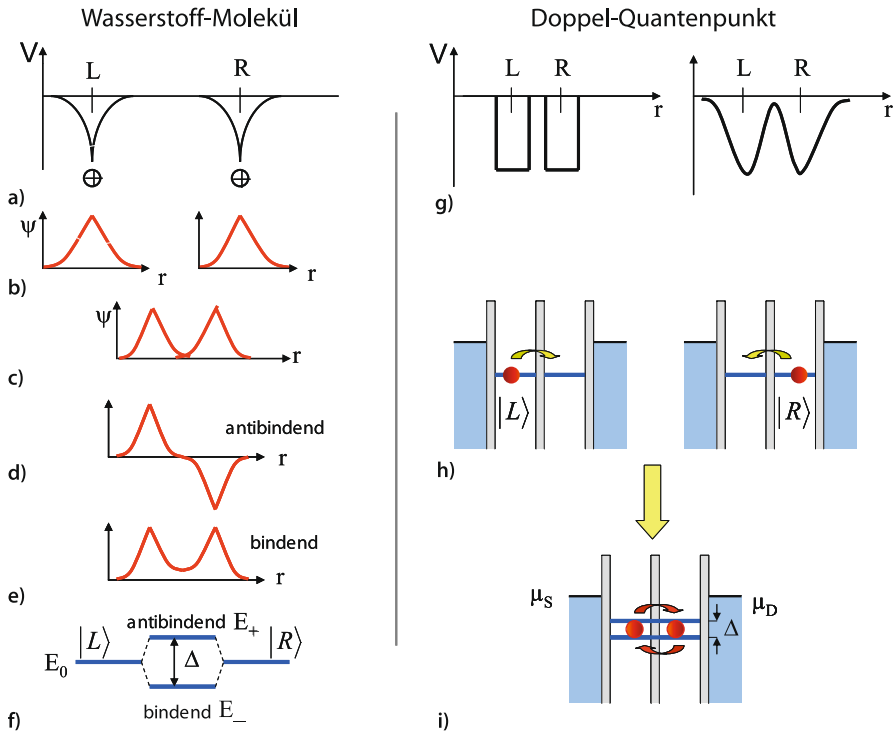 Wasserstoff-Molekül
V
L
R
r
a)
ψ
r
r
b)
ψ
r
c)
antibindend
r
d)
bindend
r
e)
antibindend E+
|L⟩
|R⟩
E0
Δ
bindend E−
f)
Doppel-Quantenpunkt
V
L
R
r
L
R
r
g)
|L⟩
|R⟩
h)
μS
μD
Δ
i)